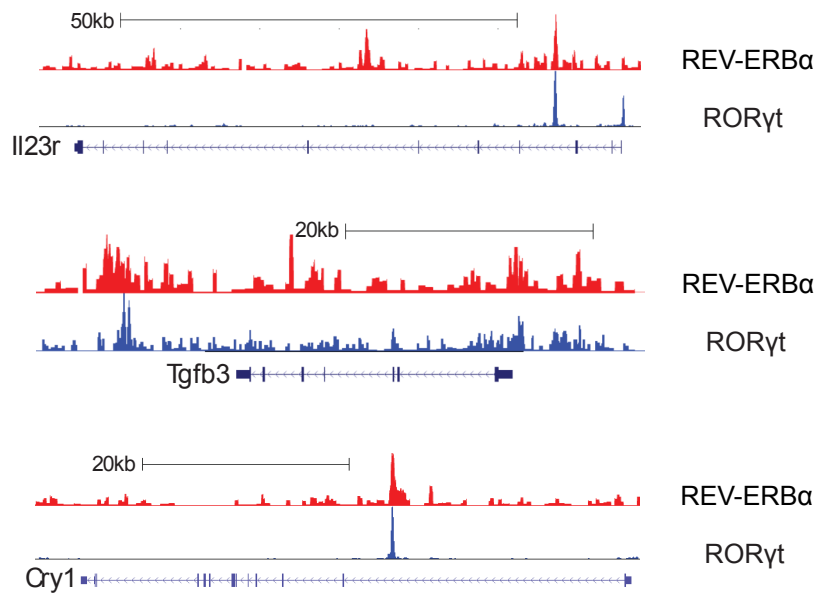 50kb
REV-ERBα
RORγt
Il23r
20kb
REV-ERBα
RORγt
Tgfb3
20kb
REV-ERBα
RORγt
Cry1